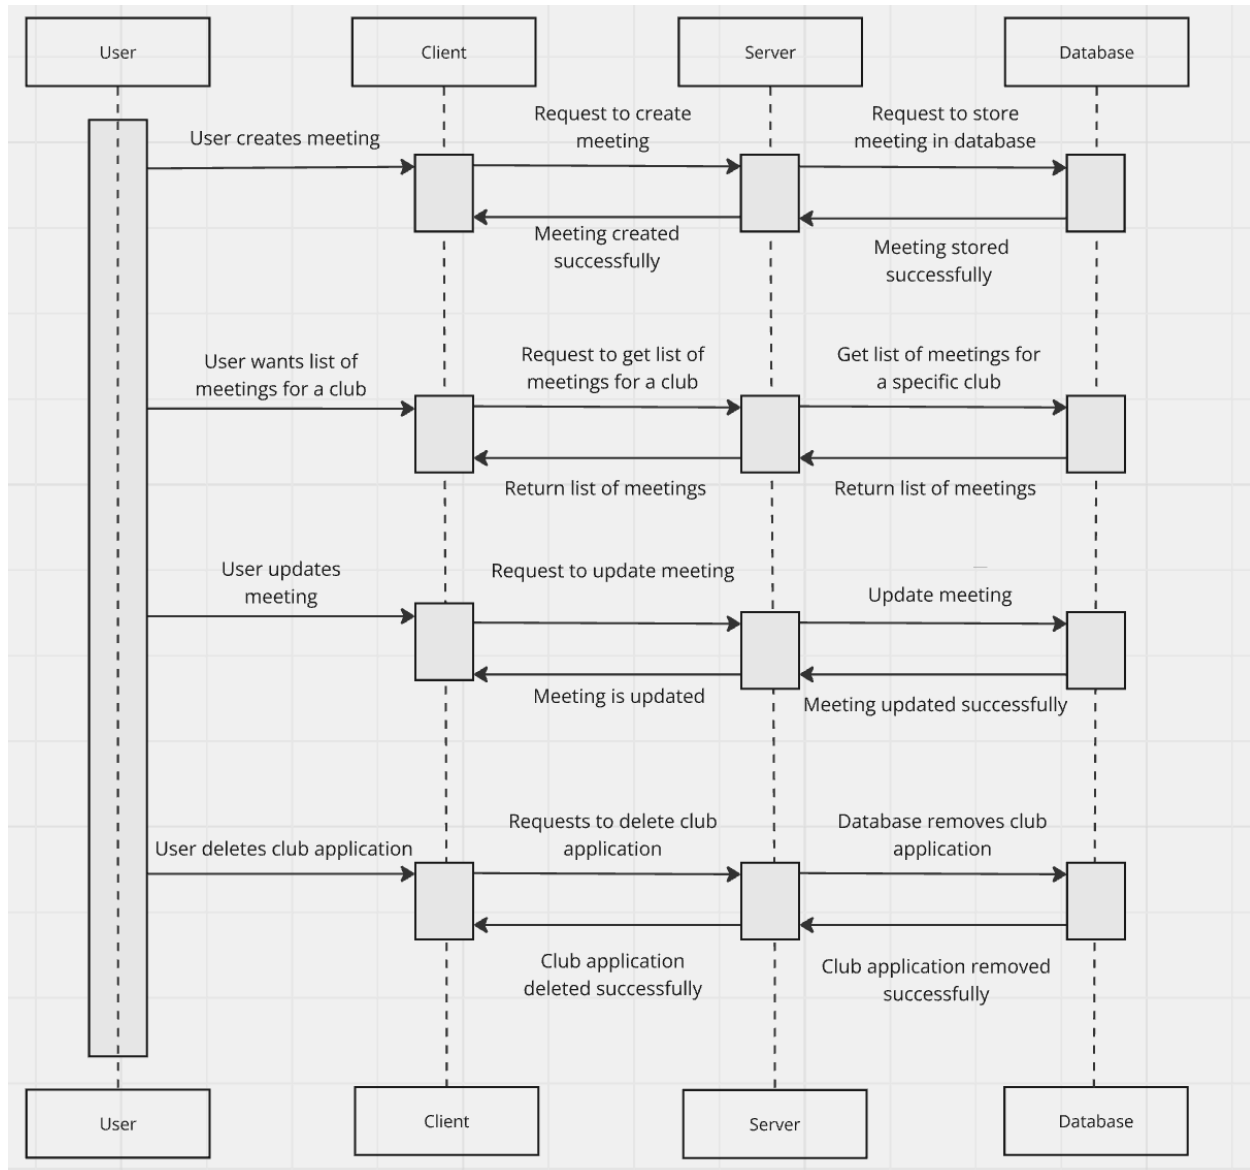 User
Client
Server
Database
User creates meeting
Request to create
meeting
Request to store
meeting in database
Meeting created
successfully
Meeting stored
successfully
User wants list of
meetings for a club
Request to get list of
meetings for a club
Get list of meetings for
a specific club
Return list of meetings
Return list of meetings
User updates
meeting
Request to update meeting
Update meeting
Meeting is updated
Meeting updated successfully
User deletes club application
Requests to delete club
application
Database removes club
application
Club application
deleted successfully
Club application removed
successfully
User
Client
Server
Database